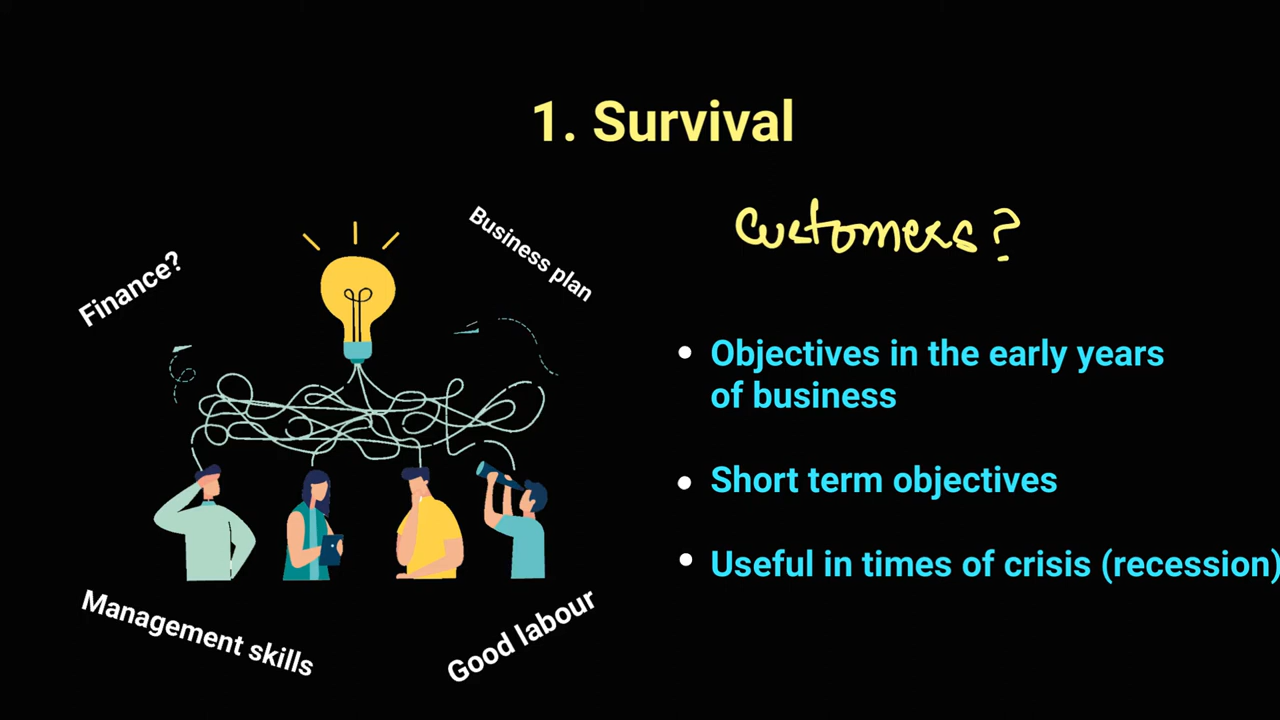 1. Survival
Finance?
Business plan
Customers?
• Objectives in the early years
of business
• Short term objectives
• Useful in times of crisis (recession)
Management skills
Good labour